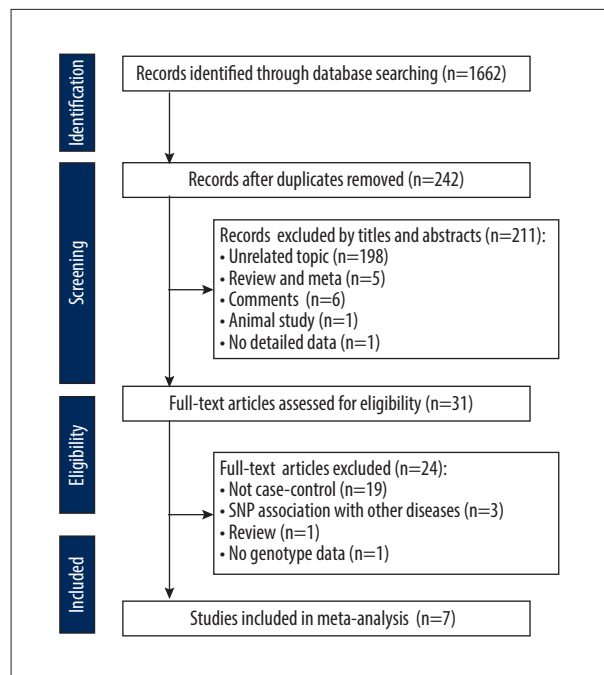 Identification
Records identified through database searching (n=1662)
Screening
Records after duplicates removed (n=242)
Records excluded by titles and abstracts (n=211):
• Unrelated topic (n=198)
• Review and meta (n=5)
• Comments (n=6)
• Animal study (n=1)
• No detailed data (n=1)
Eligibility
Full-text articles assessed for eligibility (n=31)
Full-text articles excluded (n=24):
• Not case-control (n=19)
• SNP association with other diseases (n=3)
• Review (n=1)
• No genotype data (n=1)
Included
Studies included in meta-analysis (n=7)